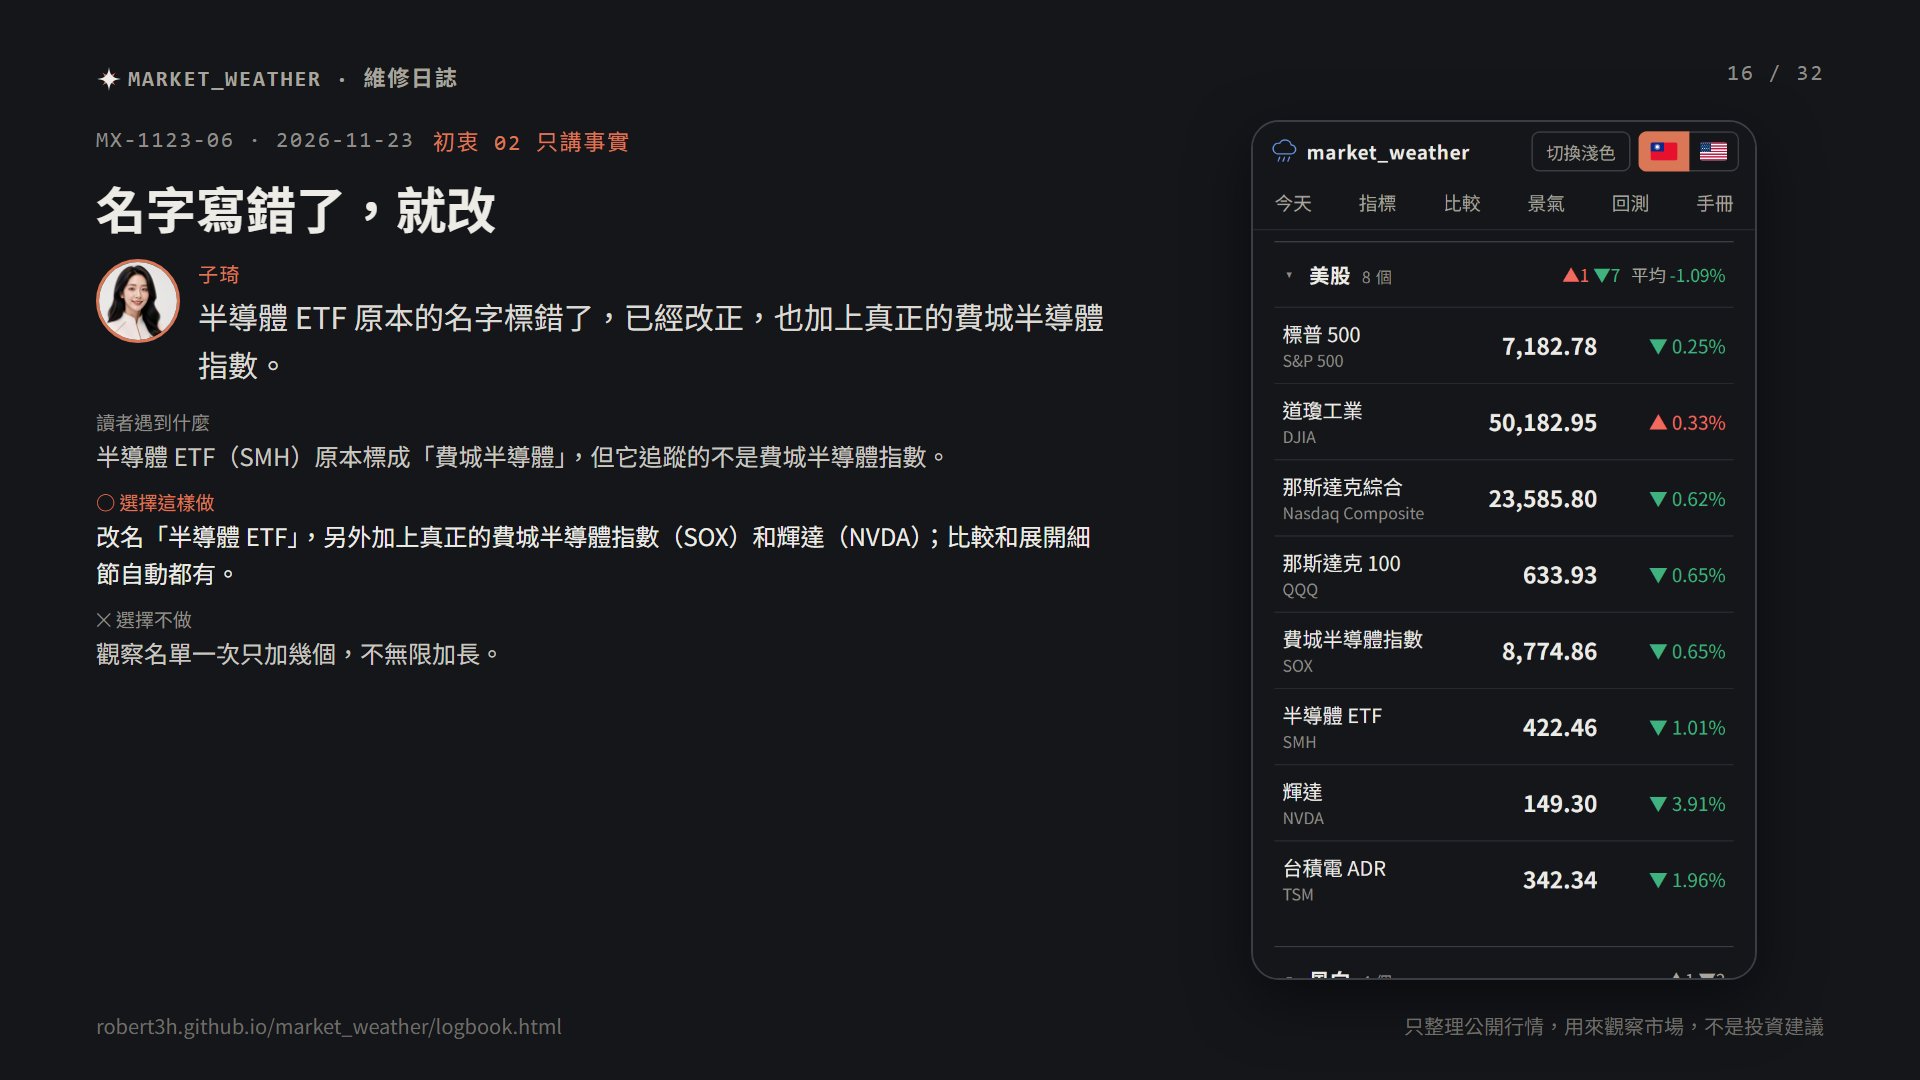 MARKET_WEATHER · 維修日誌
16 / 32
MX-1123-06 · 2026-11-23 初衷 02 只講事實
名字寫錯了，就改
子琦
半導體 ETF 原本的名字標錯了，已經改正，也加上真正的費城半導體
指數。
讀者遇到什麼
半導體 ETF（SMH）原本標成「費城半導體」，但它追蹤的不是費城半導體指數。
○ 選擇這樣做
改名「半導體 ETF」，另外加上真正的費城半導體指數（SOX）和輝達（NVDA）；比較和展開細
節自動都有。
× 選擇不做
觀察名單一次只加幾個，不無限加長。
market_weather
切換淺色
今天 指標 比較 景氣 回測 手冊
▾ 美股 8 個 ▲1 ▼7 平均 -1.09%
標普 500 7,182.78 ▼ 0.25%
S&P 500
道瓊工業 50,182.95 ▲ 0.33%
DJIA
那斯達克綜合 23,585.80 ▼ 0.62%
Nasdaq Composite
那斯達克 100 633.93 ▼ 0.65%
QQQ
費城半導體指數 8,774.86 ▼ 0.65%
SOX
半導體 ETF 422.46 ▼ 1.01%
SMH
輝達 149.30 ▼ 3.91%
NVDA
台積電 ADR 342.34 ▼ 1.96%
TSM
robert3h.github.io/market_weather/logbook.html
只整理公開行情，用來觀察市場，不是投資建議